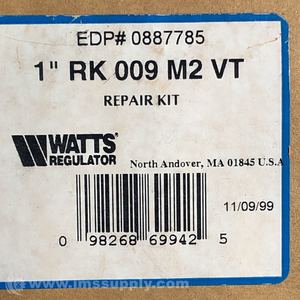 EDP# 0887785
1" RK 009 M2 VT
REPAIR KIT
WATTS
REGULATOR
North Andover, MA 01845 U.S.A
11/09/99
0 98268 69942 5
© www.imssupply.com